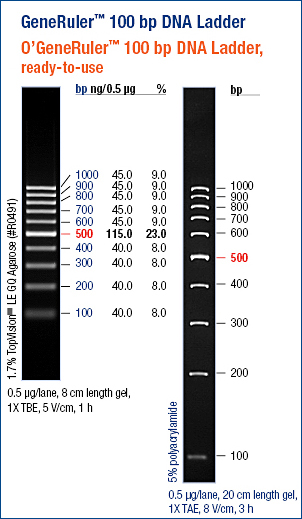 GeneRuler™ 100 bp DNA Ladder
O’GeneRuler™ 100 bp DNA Ladder,
ready-to-use
bp ng/0.5 µg %
1000 45.0 9.0
900 45.0 9.0
800 45.0 9.0
700 45.0 9.0
600 45.0 9.0
500 115.0 23.0
400 40.0 8.0
300 40.0 8.0
200 40.0 8.0
100 40.0 8.0
1.7% TopVision™ LE GQ Agarose (#R0491)
0.5 µg/lane, 8 cm length gel,
1X TBE, 5 V/cm, 1 h
bp
1000
900
800
700
600
500
400
300
200
100
5% polyacrylamide
0.5 µg/lane, 20 cm length gel,
1X TAE, 8 V/cm, 3 h